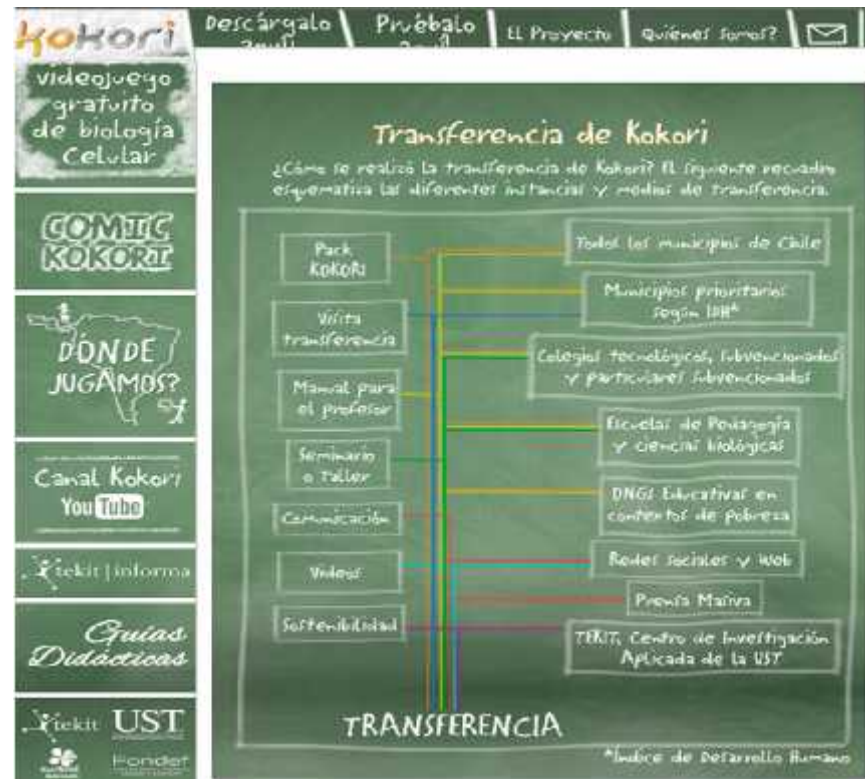 kokori
Descárgalo
Aquí!
Pruébalo
Aquí!
El Proyecto
Quiénes Somos?
videojuego
gratuito
de biología
Celular
COMIC
KOKORI
DÓNDE
JUGAMOS?
Canal Kokori
YouTube
tekit | informa
Guías
Didácticas
tekit UST
Fondef
Transferencia de Kokori
¿Cómo se realizó la transferencia de Kokori? El siguiente recuadro
esquematiza las diferentes instancias y medios de transferencia.
Pack
KOKORI
Visita
transferencia
Manual para
el profesor
Seminario
o Taller
Comunicación
Videos
Sostenibilidad
Todos los municipios de Chile
Municipios prioritarios
según IDH*
Colegios tecnológicos, subvencionados
y particulares subvencionados
Escuelas de Pedagogía
y ciencias biológicas
ONGs Educativas en
contextos de pobreza
Redes sociales y Web
Prensa Masiva
TEKIT, Centro de Investigación
Aplicada de la UST
TRANSFERENCIA
*Índice de Desarrollo Humano